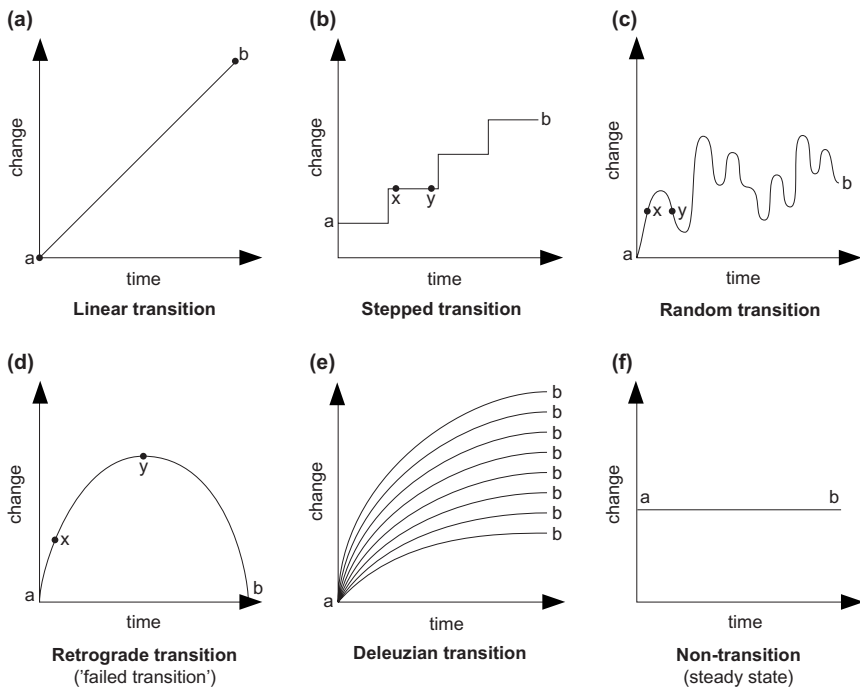 (a)
b
change
a
time
Linear transition
(b)
b
change
x y
a
time
Stepped transition
(c)
change
x y
b
a
time
Random transition
(d)
change
y
x
a
b
time
Retrograde transition
('failed transition')
(e)
b
b
b
b
b
b
b
b
change
a
time
Deleuzian transition
(f)
change
a b
time
Non-transition
(steady state)